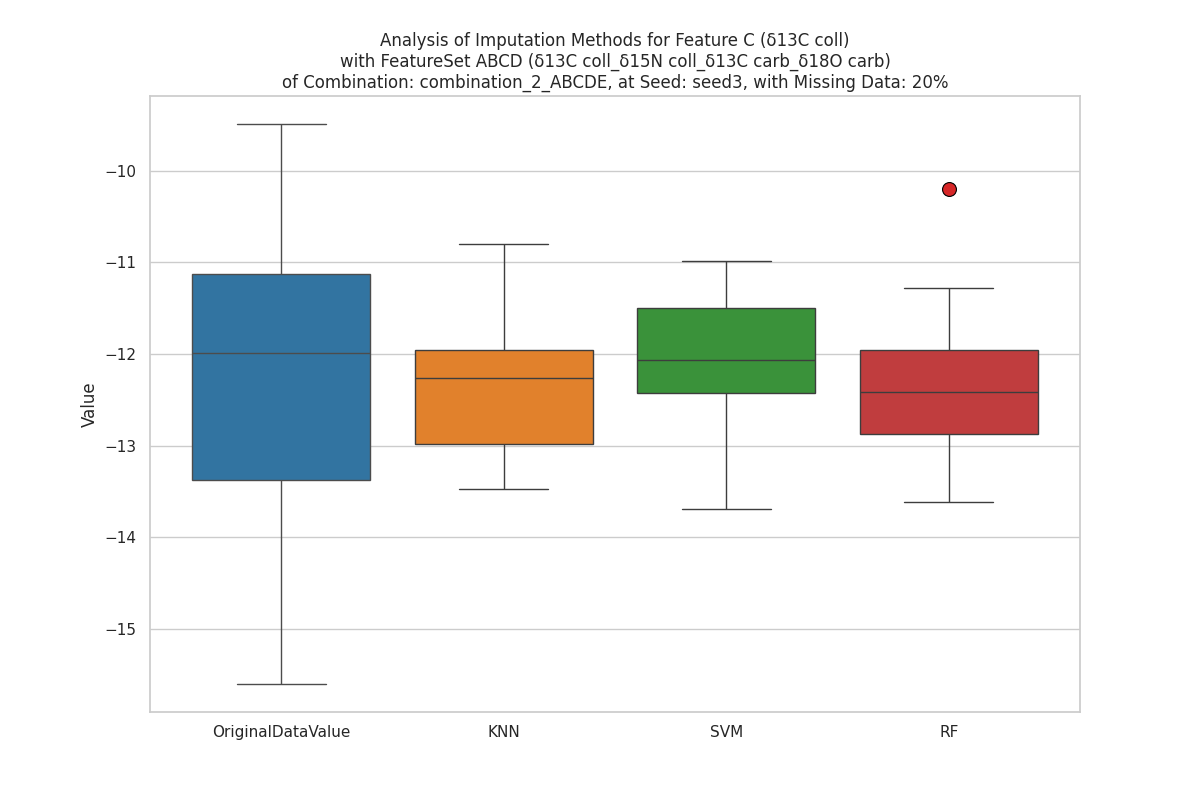 Analysis of Imputation Methods for Feature C (δ13C coll)
with FeatureSet ABCD (δ13C coll_δ15N coll_δ13C carb_δ18O carb)
of Combination: combination_2_ABCDE, at Seed: seed3, with Missing Data: 20%
−10
−11
−12
−13
−14
−15
Value
OriginalDataValue
KNN
SVM
RF